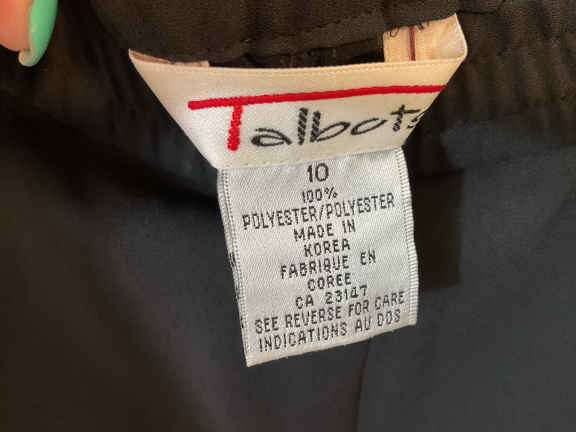 Talbots
10
100%
POLYESTER/POLYESTER
MADE IN
KOREA
FABRIQUE EN
COREE
CA 23147
SEE REVERSE FOR CARE
INDICATIONS AU DOS